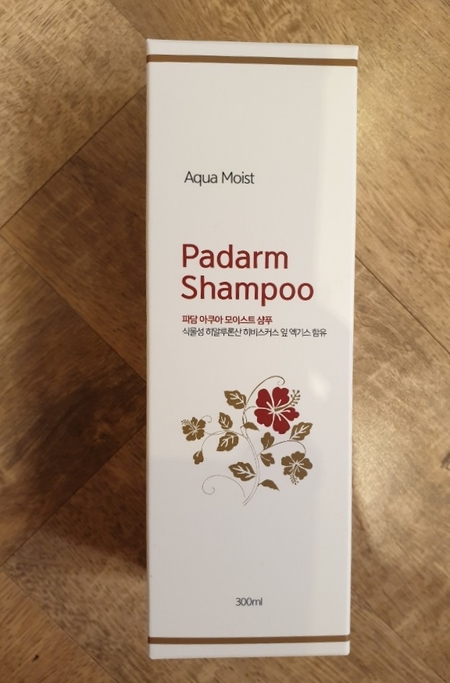 Aqua Moist
Padarm
Shampoo
파담 아쿠아 모이스트 샴푸
식물성 히알루론산 히비스커스 잎 엑기스 함유
300ml